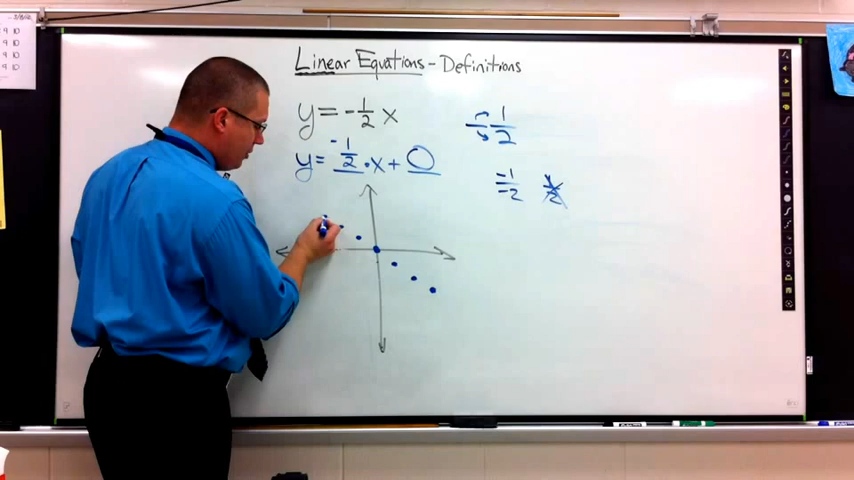 Linear Equations - Definitions
y = -1/2 x
- 1/2
y = -1/2 • x + 0
-1/-2